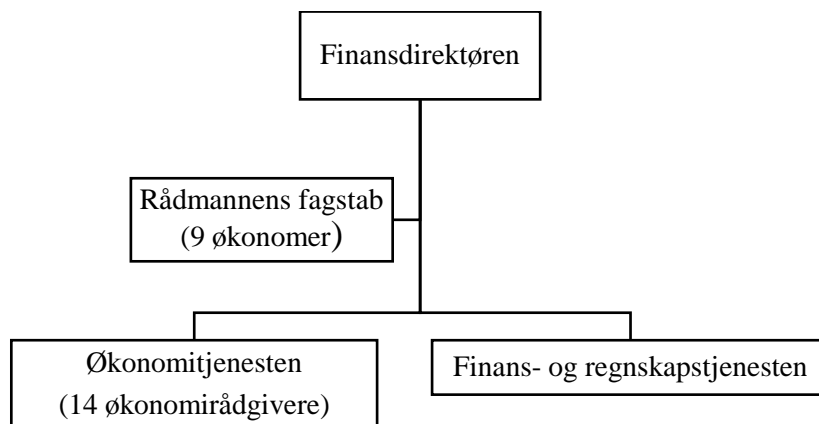 Finansdirektøren
Rådmannens fagstab
(9 økonomer)
Økonomitjenesten
(14 økonomirådgivere)
Finans- og regnskapstjenesten